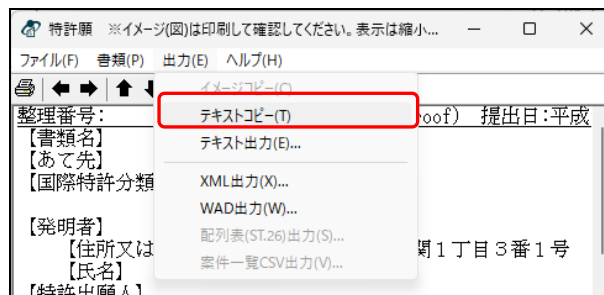 特許願 ※イメージ(図)は印刷して確認してください。表示は縮小...
ファイル(F) 書類(P) 出力(E) ヘルプ(H)
イメージコピー(C)
テキストコピー(T)
テキスト出力(E)...
XML出力(X)...
WAD出力(W)...
配列表(ST.26)出力(S)...
案件一覧CSV出力(V)...
整理番号: oof) 提出日:平成
【書類名】
【あて先】
【国際特許分類
【発明者】
【住所又は 関1丁目3番1号
【氏名】
【特許出願人】